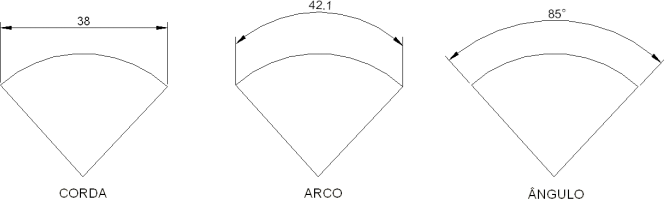 38
42,1
85°
CORDA
ARCO
ÂNGULO